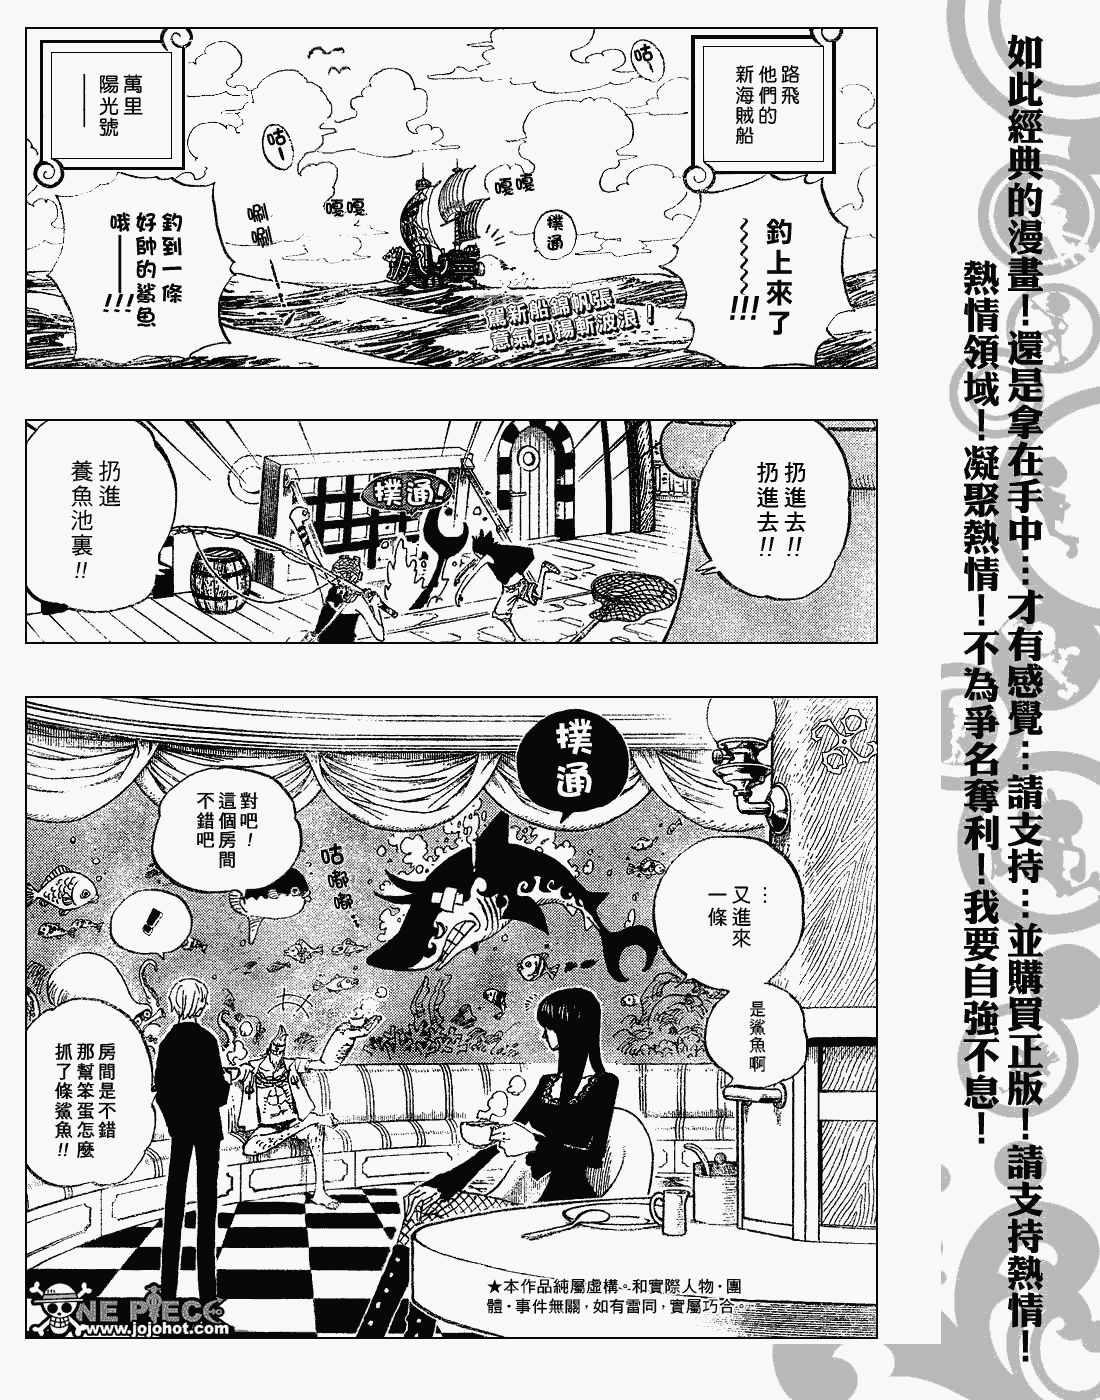 路飛
他們的
新海賊船
咕～
釣上來了
～～～～!!!
撲
通
嘎嘎
嘎嘎
咕～
嘎
嘎
萬里
陽光號
——
釣到一條
好帥的鯊魚
哦——!!!
駕新船錦帆張
意氣昂揚斬波浪！
扔進去!!
扔進去!!
撲通!
扔進
養魚池裏!!
撲
通
…
又進來
一條
是鯊魚啊
咕
嘟
嘟
…
對吧！
這個房間
不錯吧
!
房間是不錯
那幫笨蛋怎麼
抓了條鯊魚!!
★本作品純屬虛構。和實際人物・團
體・事件無關，如有雷同，實屬巧合。
ONE PIECE
www.jojohot.com
如此經典的漫畫！還是拿在手中…才有感覺…請支持…並購買正版！請支持熱情！
熱情領域！凝聚熱情！不為爭名奪利！我要自強不息！